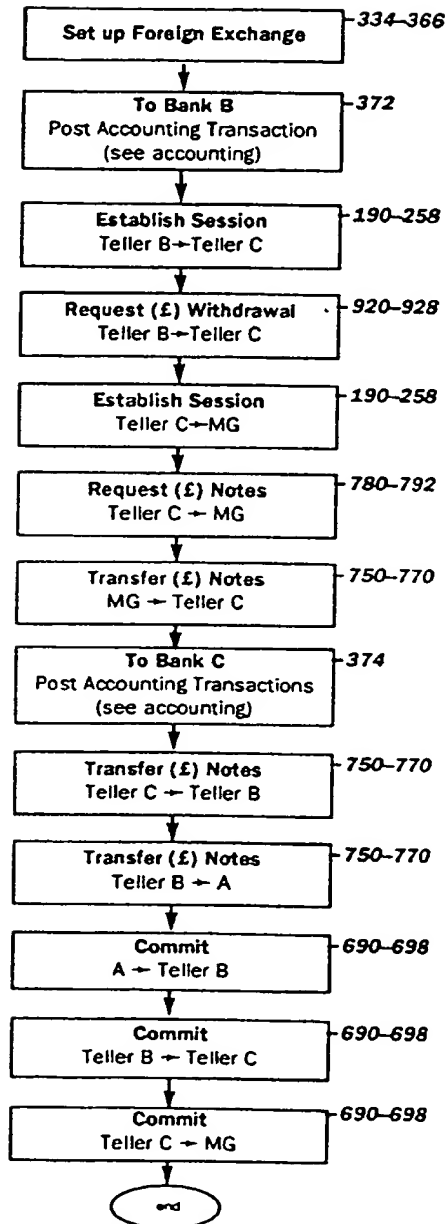 Set up Foreign Exchange
334–366
To Bank B
372
Post Accounting Transaction
(see accounting)
Establish Session
190–258
Teller B→Teller C
Request (£) Withdrawal
920–928
Teller B→Teller C
Establish Session
190–258
Teller C→MG
Request (£) Notes
780–792
Teller C → MG
Transfer (£) Notes
750–770
MG → Teller C
To Bank C
374
Post Accounting Transactions
(see accounting)
Transfer (£) Notes
750–770
Teller C → Teller B
Transfer (£) Notes
750–770
Teller B → A
Commit
690–698
A → Teller B
Commit
690–698
Teller B → Teller C
Commit
690–698
Teller C → MG
end